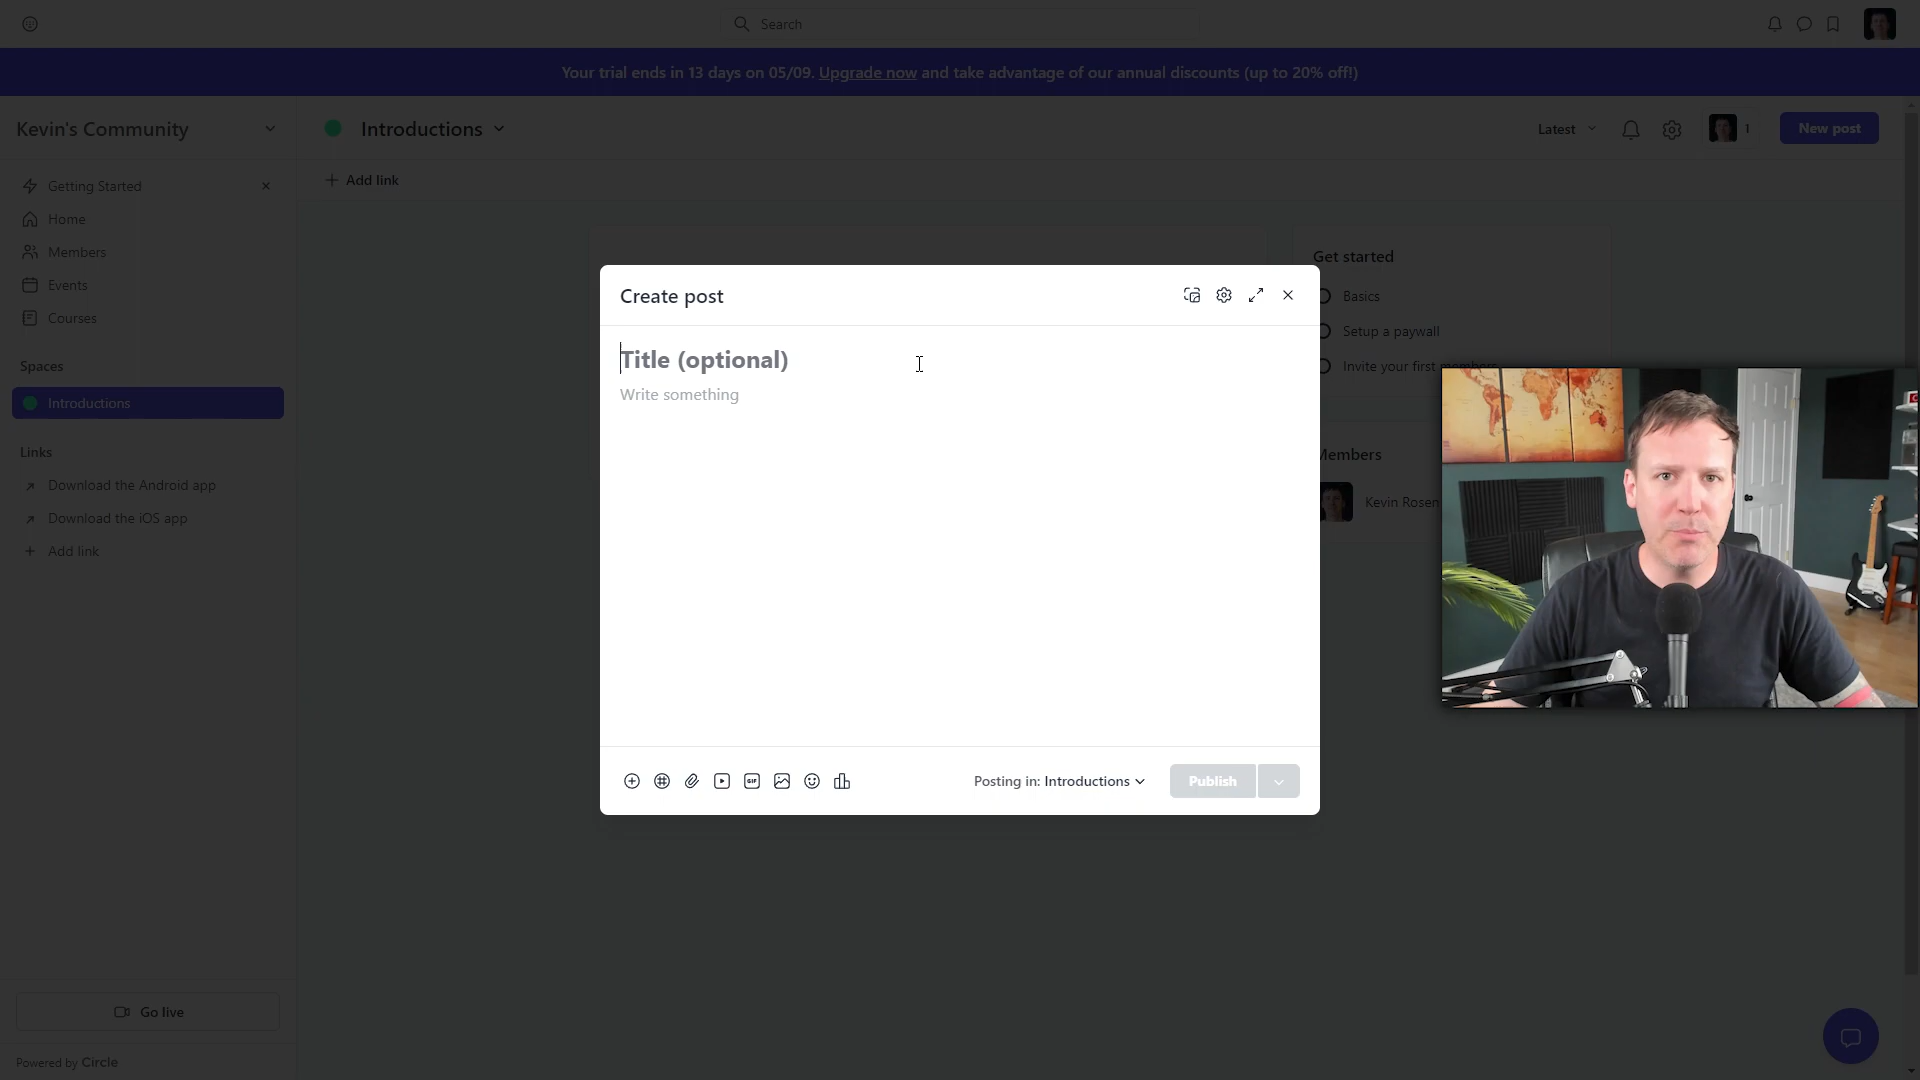 Search
Your trial ends in 13 days on 05/09. Upgrade now and take advantage of our annual discounts (up to 20% off!)
Kevin's Community
Introductions
Latest
1
New post
Getting Started
Add link
Home
Members
Events
Courses
Spaces
Introductions
Links
Download the Android app
Download the iOS app
Add link
Get started
Basics
Setup a paywall
Invite your first members
Members
Kevin Rosen
Create post
Title (optional)
Write something
GIF
Posting in: Introductions
Publish
Go live
Powered by Circle